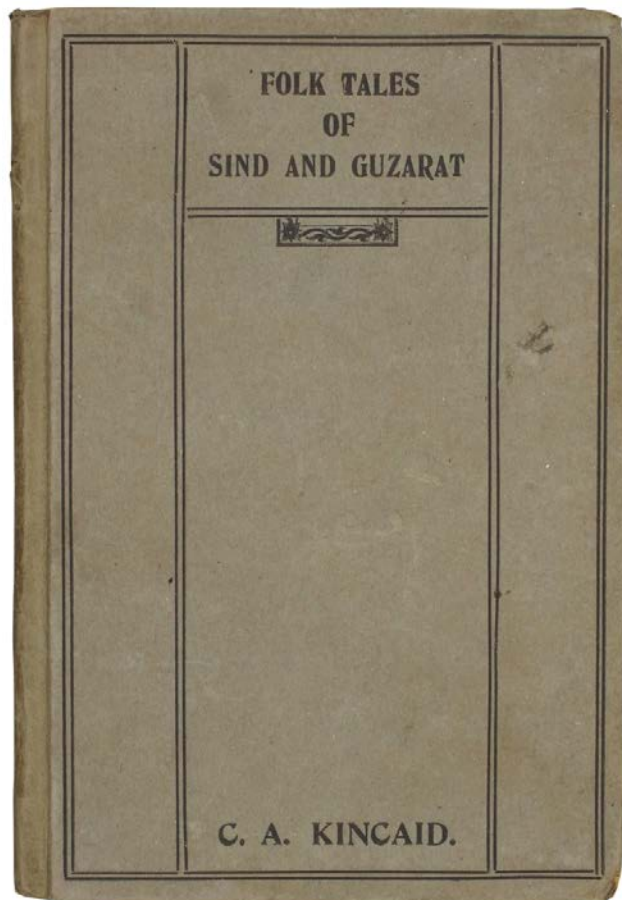 FOLK TALES
OF
SIND AND GUZARAT
C. A. KINCAID.